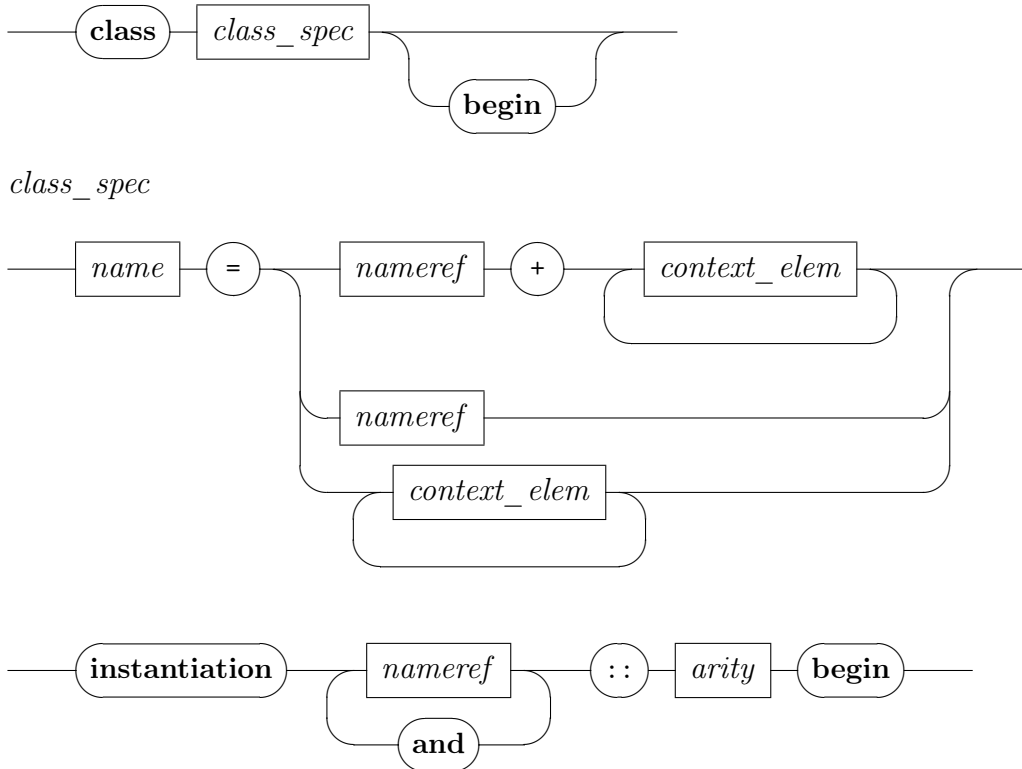 class class_spec
begin
class_spec
name = nameref + context_elem
nameref
context_elem
instantiation nameref :: arity begin
and